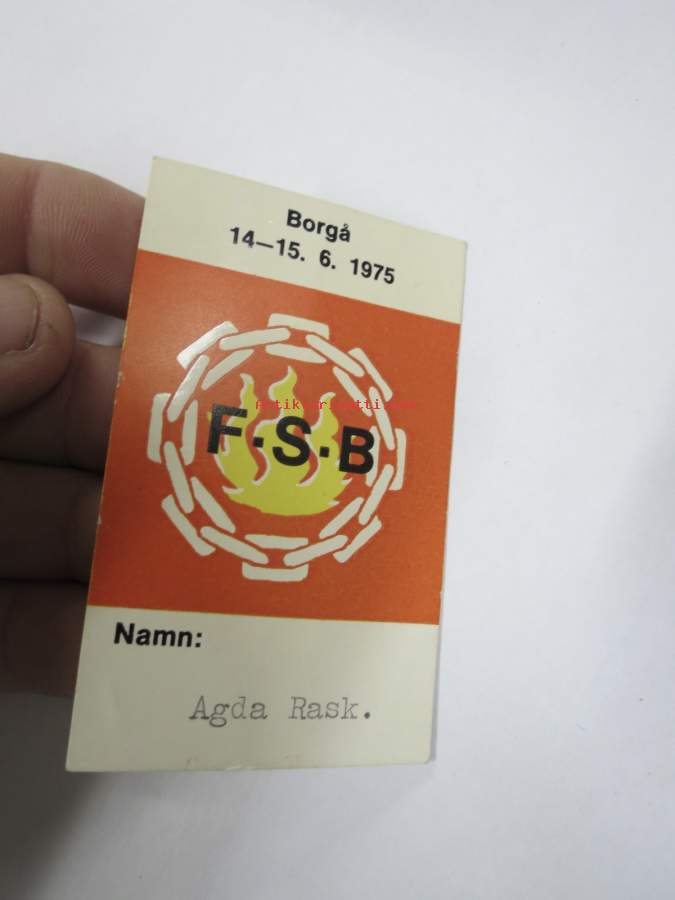 Borgå
14–15. 6. 1975
F·S·B
Namn:
Agda Rask.